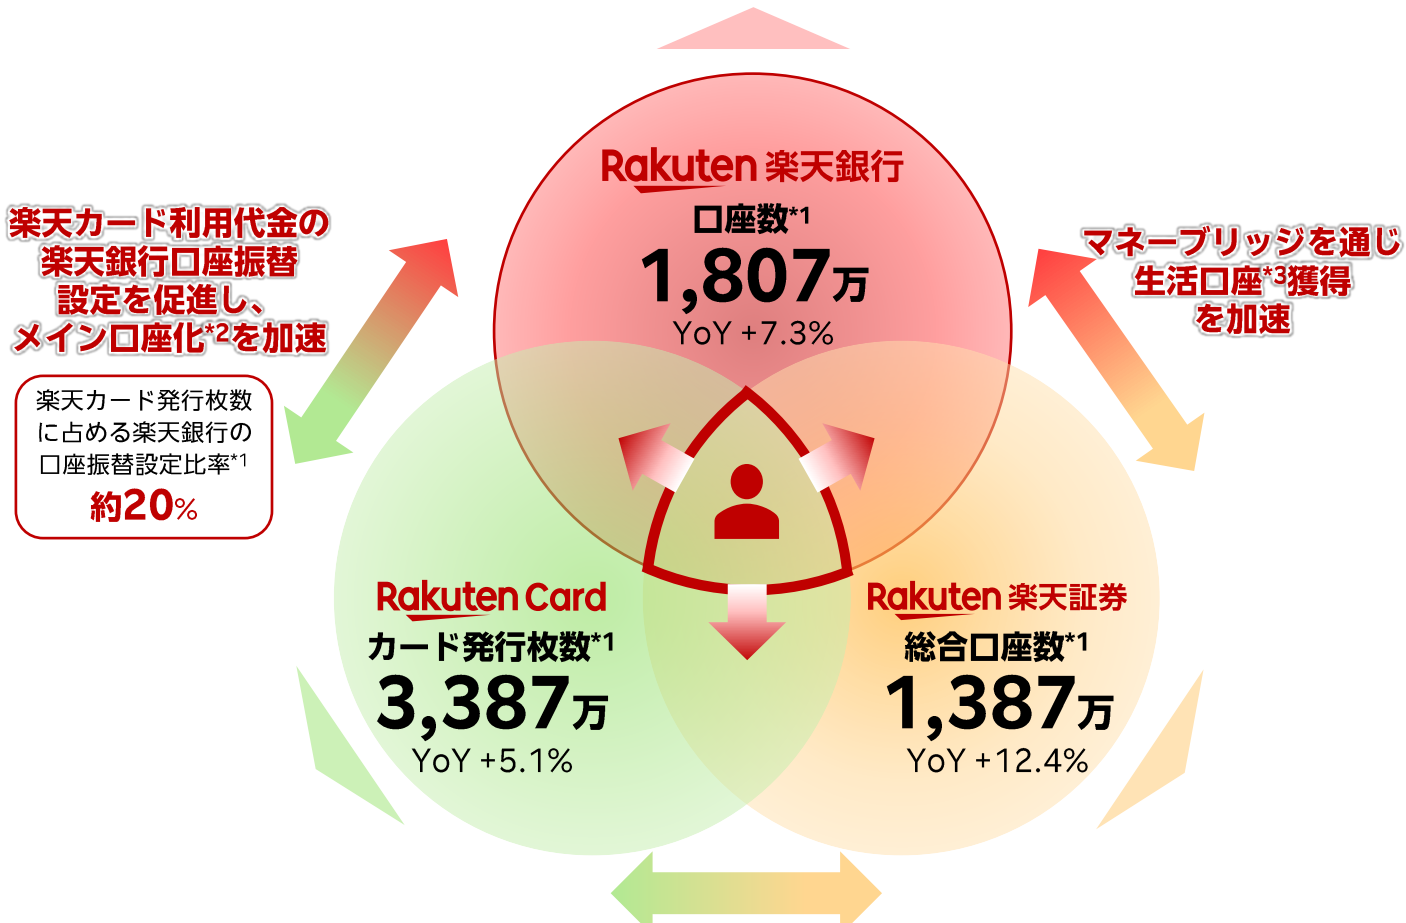 Rakuten 楽天銀行
口座数*1
1,807万
YoY +7.3%
楽天カード利用代金の
楽天銀行口座振替
設定を促進し、
メイン口座化*2を加速
楽天カード発行枚数
に占める楽天銀行の
口座振替設定比率*1
約20%
マネーブリッジを通じ
生活口座*3獲得
を加速
Rakuten Card
カード発行枚数*1
3,387万
YoY +5.1%
Rakuten 楽天証券
総合口座数*1
1,387万
YoY +12.4%